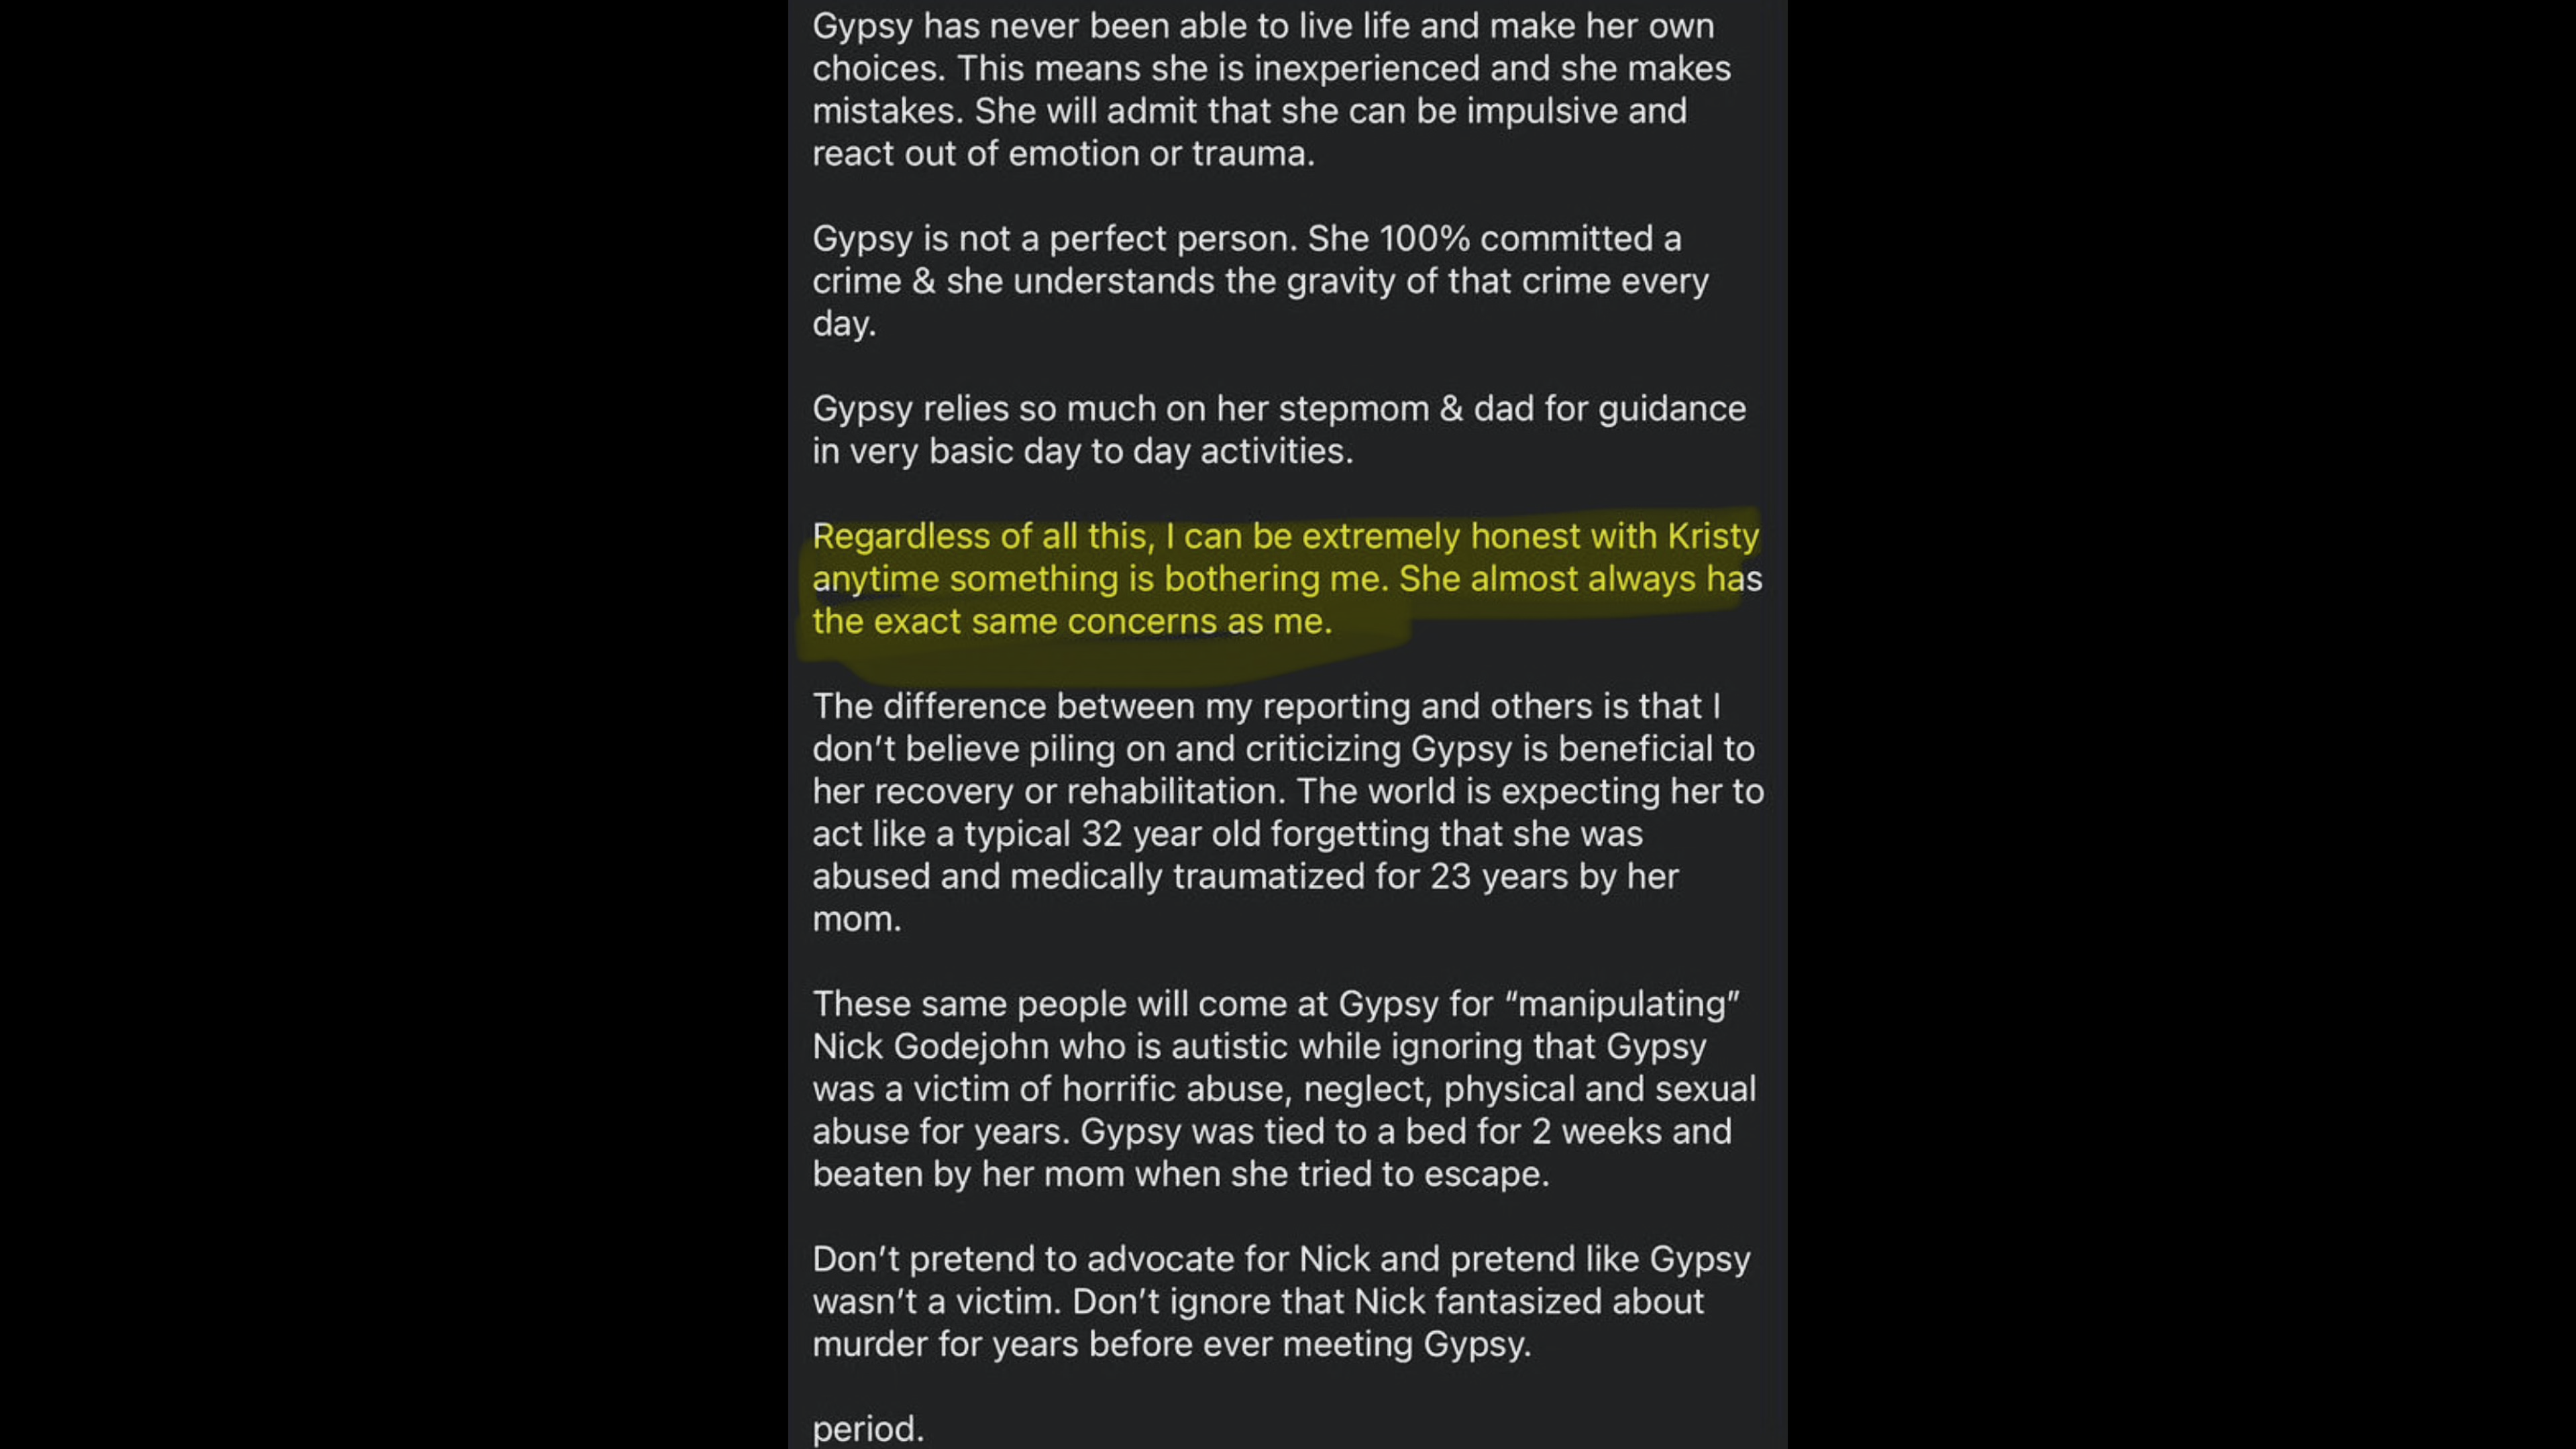 Gypsy has never been able to live life and make her own
choices. This means she is inexperienced and she makes
mistakes. She will admit that she can be impulsive and
react out of emotion or trauma.
Gypsy is not a perfect person. She 100% committed a
crime & she understands the gravity of that crime every
day.
Gypsy relies so much on her stepmom & dad for guidance
in very basic day to day activities.
Regardless of all this, I can be extremely honest with Kristy
anytime something is bothering me. She almost always has
the exact same concerns as me.
The difference between my reporting and others is that I
don’t believe piling on and criticizing Gypsy is beneficial to
her recovery or rehabilitation. The world is expecting her to
act like a typical 32 year old forgetting that she was
abused and medically traumatized for 23 years by her
mom.
These same people will come at Gypsy for “manipulating”
Nick Godejohn who is autistic while ignoring that Gypsy
was a victim of horrific abuse, neglect, physical and sexual
abuse for years. Gypsy was tied to a bed for 2 weeks and
beaten by her mom when she tried to escape.
Don’t pretend to advocate for Nick and pretend like Gypsy
wasn’t a victim. Don’t ignore that Nick fantasized about
murder for years before ever meeting Gypsy.
period.